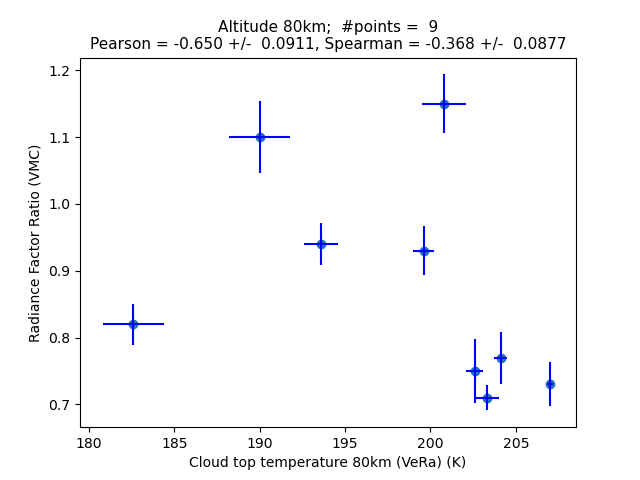 Altitude 80km;  #points =  9
Pearson = -0.650 +/-  0.0911, Spearman = -0.368 +/-  0.0877
1.2
1.1
1.0
0.9
0.8
0.7
Radiance Factor Ratio (VMC)
180 185 190 195 200 205
Cloud top temperature 80km (VeRa) (K)